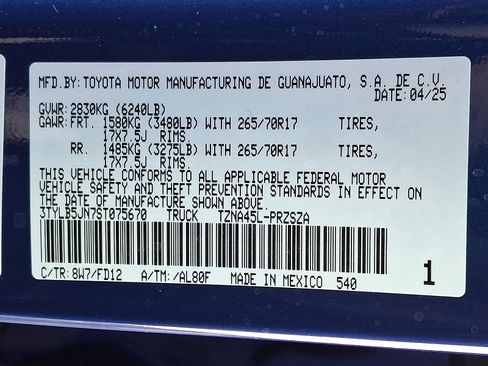 MFD.BY:TOYOTA MOTOR MANUFACTURING DE GUANAJUATO, S.A. DE C.V.
DATE:04/25
GVWR:2830KG(6240LB)
GAWR:FRT. 1580KG(3480LB)WITH 265/70R17 TIRES,
17X7.5J RIMS.
RR. 1485KG(3275LB)WITH 265/70R17 TIRES,
17X7.5J RIMS.
THIS VEHICLE CONFORMS TO ALL APPLICABLE FEDERAL MOTOR
VEHICLE SAFETY AND THEFT PREVENTION STANDARDS IN EFFECT ON
THE DATE OF MANUFACTURE SHOWN ABOVE.
3TYLB5JN7ST075670 TRUCK TZNA45L-PRZSZA
C/TR:8W7/FD12 A/TM:/AL80F MADE IN MEXICO 540
1